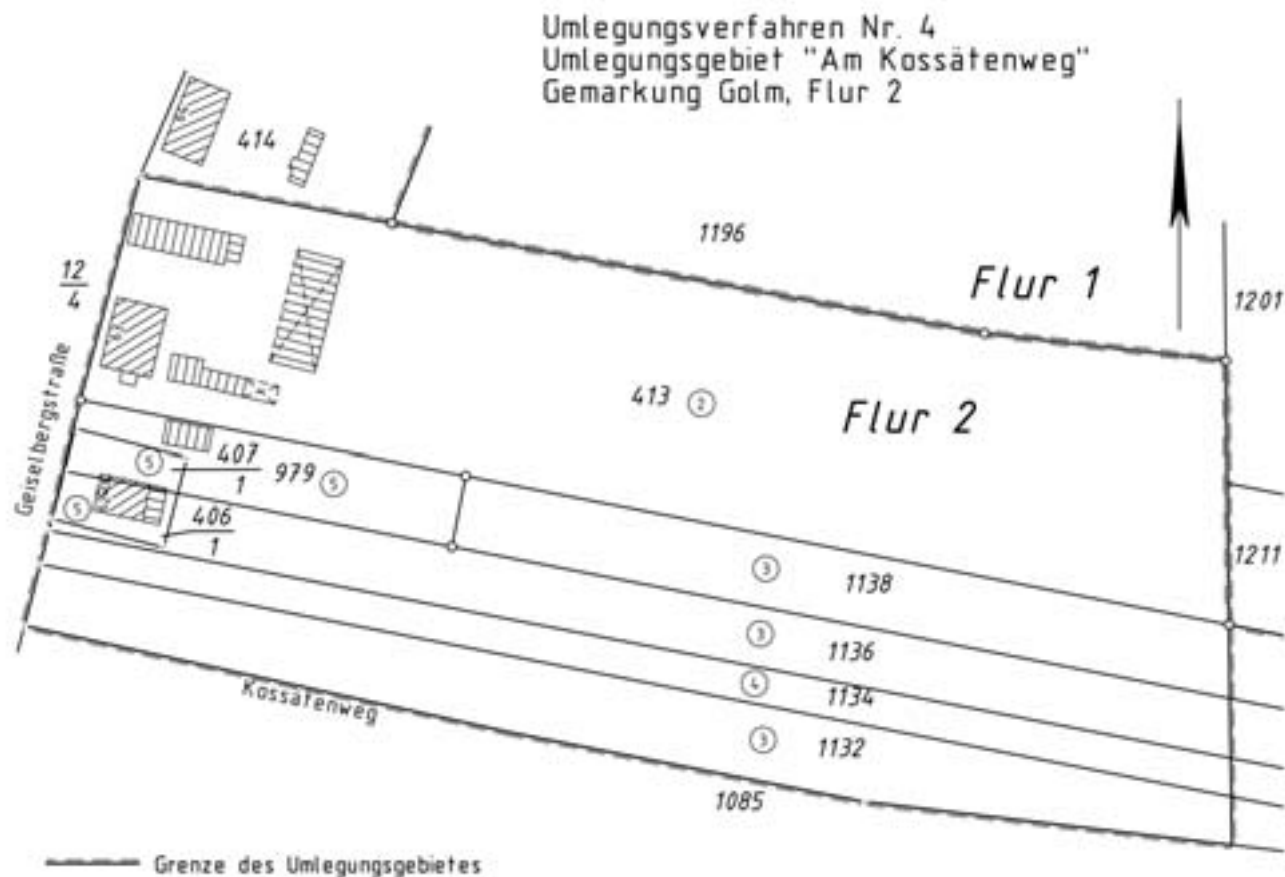 Umlegungsverfahren Nr. 4
Umlegungsgebiet "Am Kossätenweg"
Gemarkung Golm, Flur 2
414
1196
Flur 1
12
4
1201
413 2
Flur 2
Geiselbergstraße
5 407
1
979 5
5 406
1
1211
3 1138
3 1136
4 1134
3 1132
Kossätenweg
1085
Grenze des Umlegungsgebietes